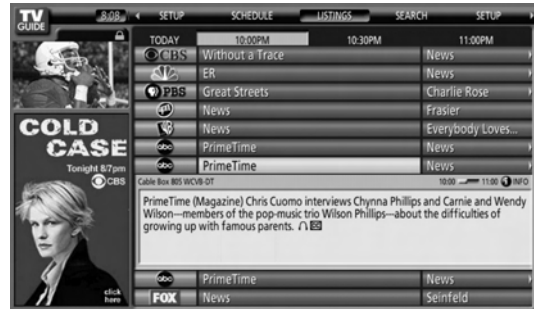 TV
GUIDE
8:08
SETUP SCHEDULE LISTINGS SEARCH SETUP
TODAY 10:00PM 10:30PM 11:00PM
CBS Without a Trace News
ER News
PBS Great Streets Charlie Rose
News Frasier
News Everybody Loves...
abc PrimeTime News
abc PrimeTime News
Cable Box 805 WCVB-DT 10:00 11:00 INFO
PrimeTime (Magazine) Chris Cuomo interviews Chynna Phillips and Carnie and Wendy
Wilson—members of the pop-music trio Wilson Phillips—about the difficulties of
growing up with famous parents.
abc PrimeTime News
FOX News Seinfeld
COLD
CASE
Tonight 8/7pm
CBS
click
here